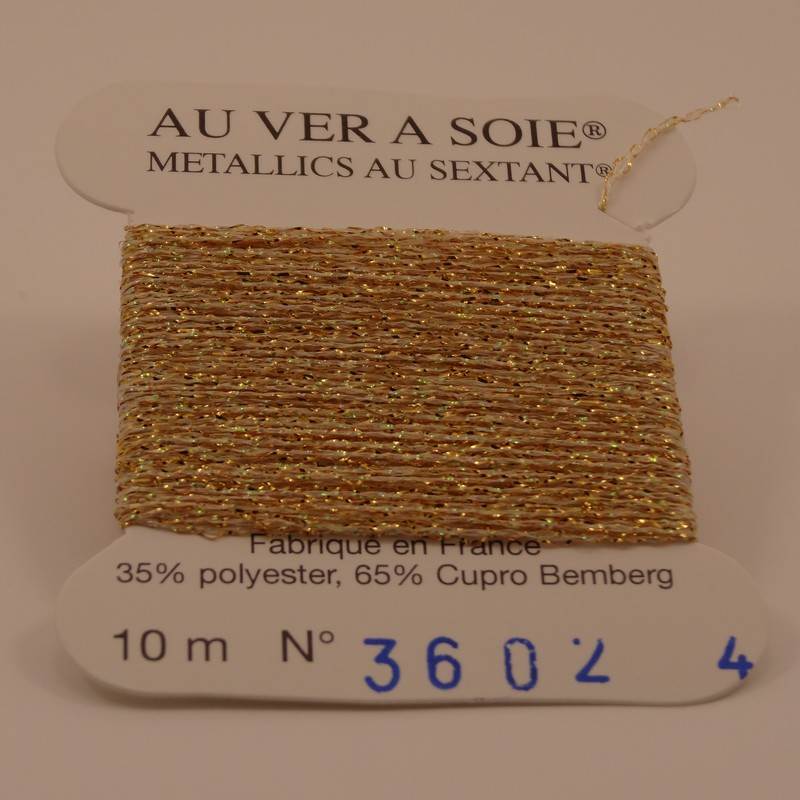 AU VER A SOIE®
METALLICS AU SEXTANT®
Fabriqué en France
35% polyester, 65% Cupro Bemberg
10 m N° 3602 4